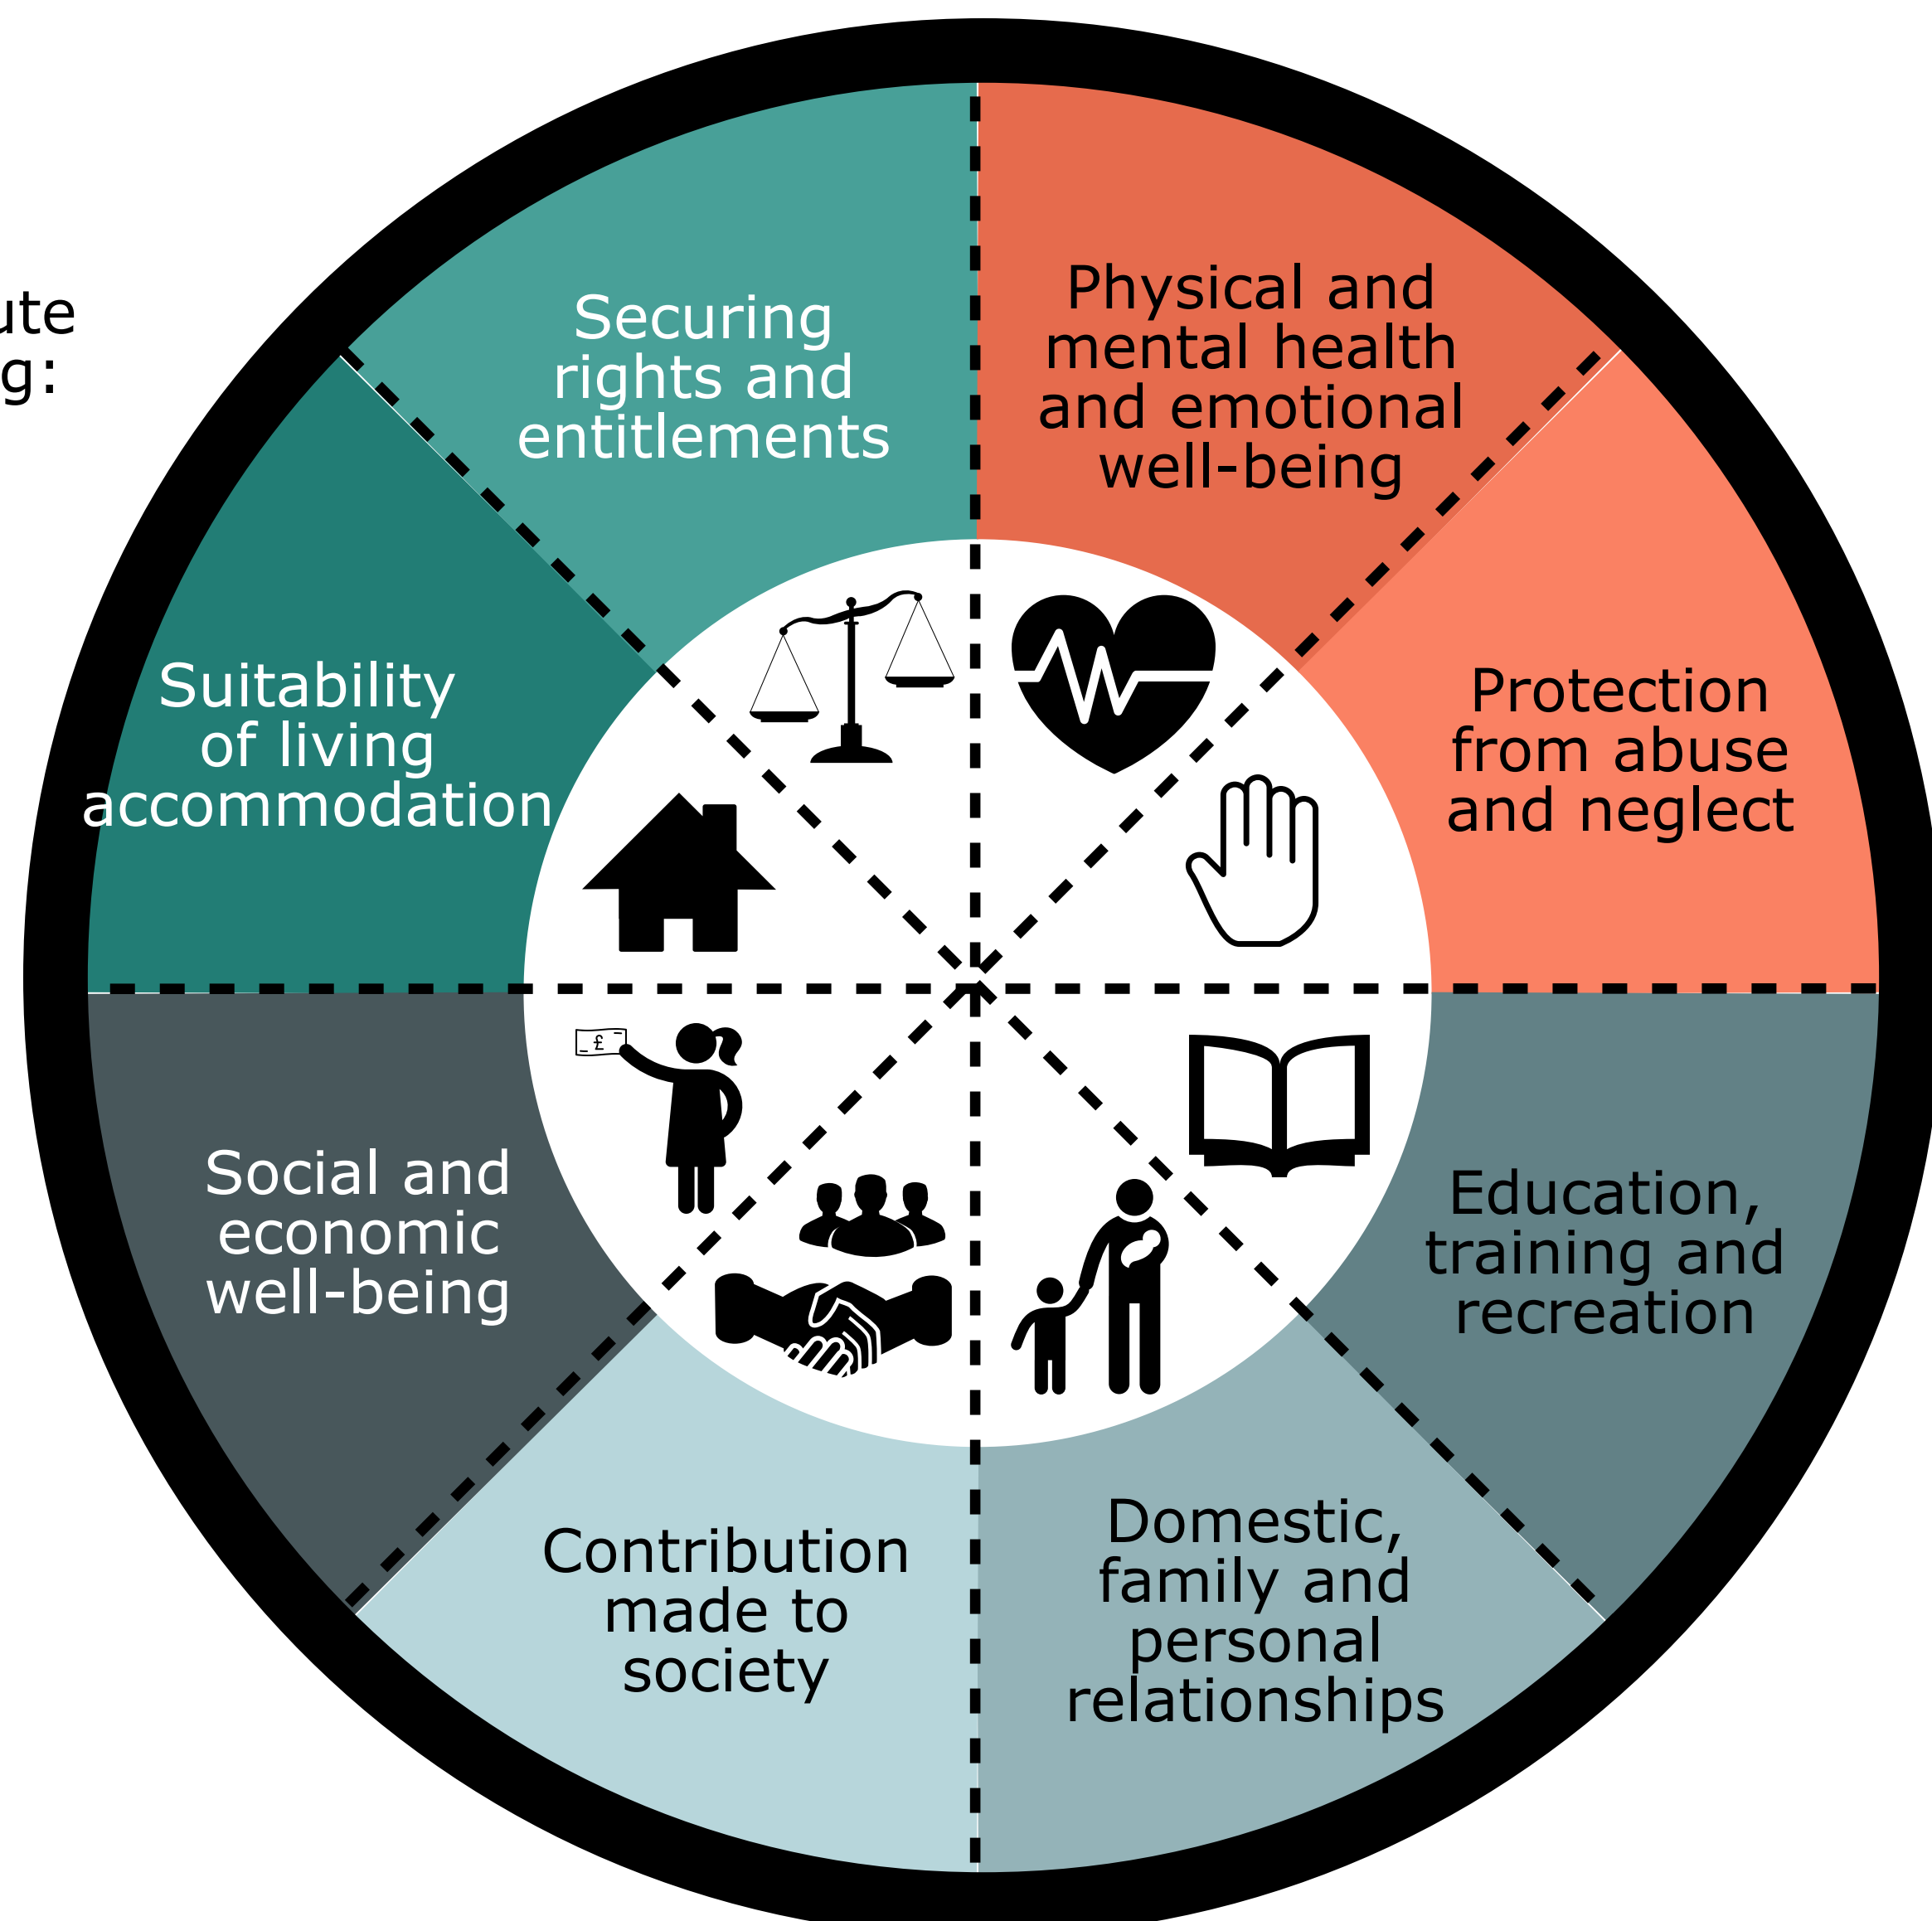 g:
Securing
rights and
entitlements
Physical and
mental health
and emotional
well-being
Suitability
of living
accommodation
Protection
from abuse
and neglect
£
Social and
economic
well-being
Education,
training and
recreation
Contribution
made to
society
Domestic,
family and
personal
relationships